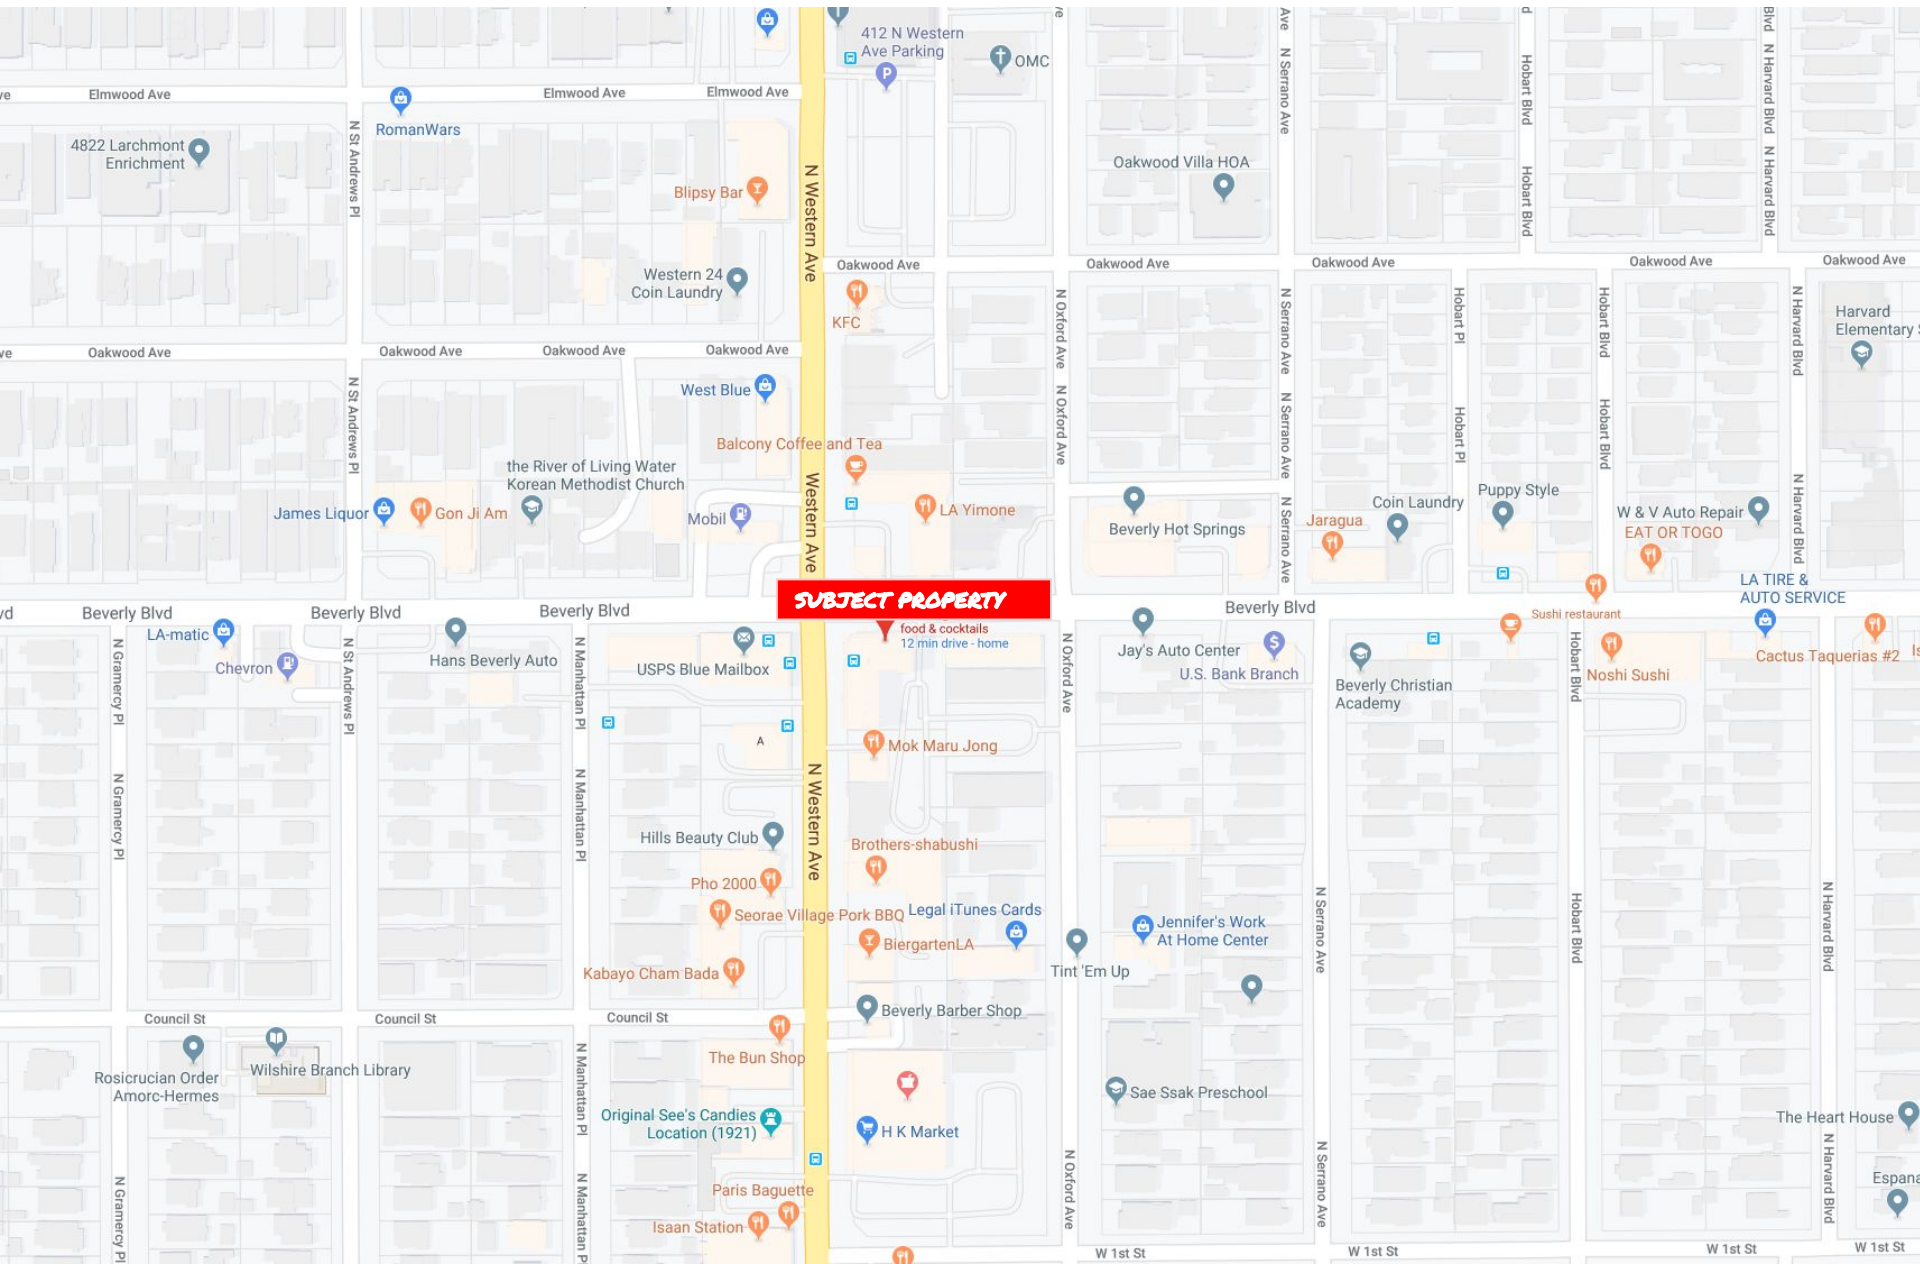 412 N Western
Ave Parking
OMC
N Serrano Ave
Hobart Blvd
N Harvard Blvd
Elmwood Ave
Elmwood Ave
Elmwood Ave
RomanWars
4822 Larchmont
Enrichment
N St Andrews Pl
Blipsy Bar
N Western Ave
Oakwood Villa HOA
Hobart Blvd
N Harvard Blvd
Western 24
Coin Laundry
Oakwood Ave
Oakwood Ave
Oakwood Ave
Oakwood Ave
Oakwood Ave
KFC
N Oxford Ave
N Serrano Ave
Hobart Pl
Hobart Blvd
N Harvard Blvd
Harvard
Elementary
Oakwood Ave
Oakwood Ave
Oakwood Ave
Oakwood Ave
N St Andrews Pl
West Blue
N Oxford Ave
N Serrano Ave
Hobart Pl
Hobart Blvd
Balcony Coffee and Tea
the River of Living Water
Korean Methodist Church
Western Ave
N Harvard Blvd
James Liquor
Gon Ji Am
Mobil
LA Yimone
Beverly Hot Springs
N Serrano Ave
Jaragua
Coin Laundry
Puppy Style
W & V Auto Repair
EAT OR TOGO
LA TIRE &
AUTO SERVICE
SUBJECT PROPERTY
Beverly Blvd
Beverly Blvd
Beverly Blvd
Beverly Blvd
Sushi restaurant
food & cocktails
12 min drive - home
LA-matic
Chevron
N Gramercy Pl
N St Andrews Pl
Hans Beverly Auto
N Manhattan Pl
USPS Blue Mailbox
N Oxford Ave
Jay's Auto Center
U.S. Bank Branch
Beverly Christian
Academy
Hobart Blvd
Noshi Sushi
Cactus Taquerias #2
A
Mok Maru Jong
N Gramercy Pl
N Manhattan Pl
N Western Ave
Hills Beauty Club
Brothers-shabushi
Pho 2000
Seorae Village Pork BBQ
Legal iTunes Cards
BiergartenLA
Jennifer's Work
At Home Center
N Serrano Ave
Hobart Blvd
N Harvard Blvd
Kabayo Cham Bada
Tint 'Em Up
Beverly Barber Shop
Council St
Council St
Council St
The Bun Shop
Wilshire Branch Library
Rosicrucian Order
Amorc-Hermes
N Manhattan Pl
Sae Ssak Preschool
Original See's Candies
Location (1921)
H K Market
The Heart House
N Gramercy Pl
N Manhattan Pl
Paris Baguette
Isaan Station
N Oxford Ave
N Serrano Ave
N Harvard Blvd
Espana
W 1st St
W 1st St
W 1st St
W 1st St